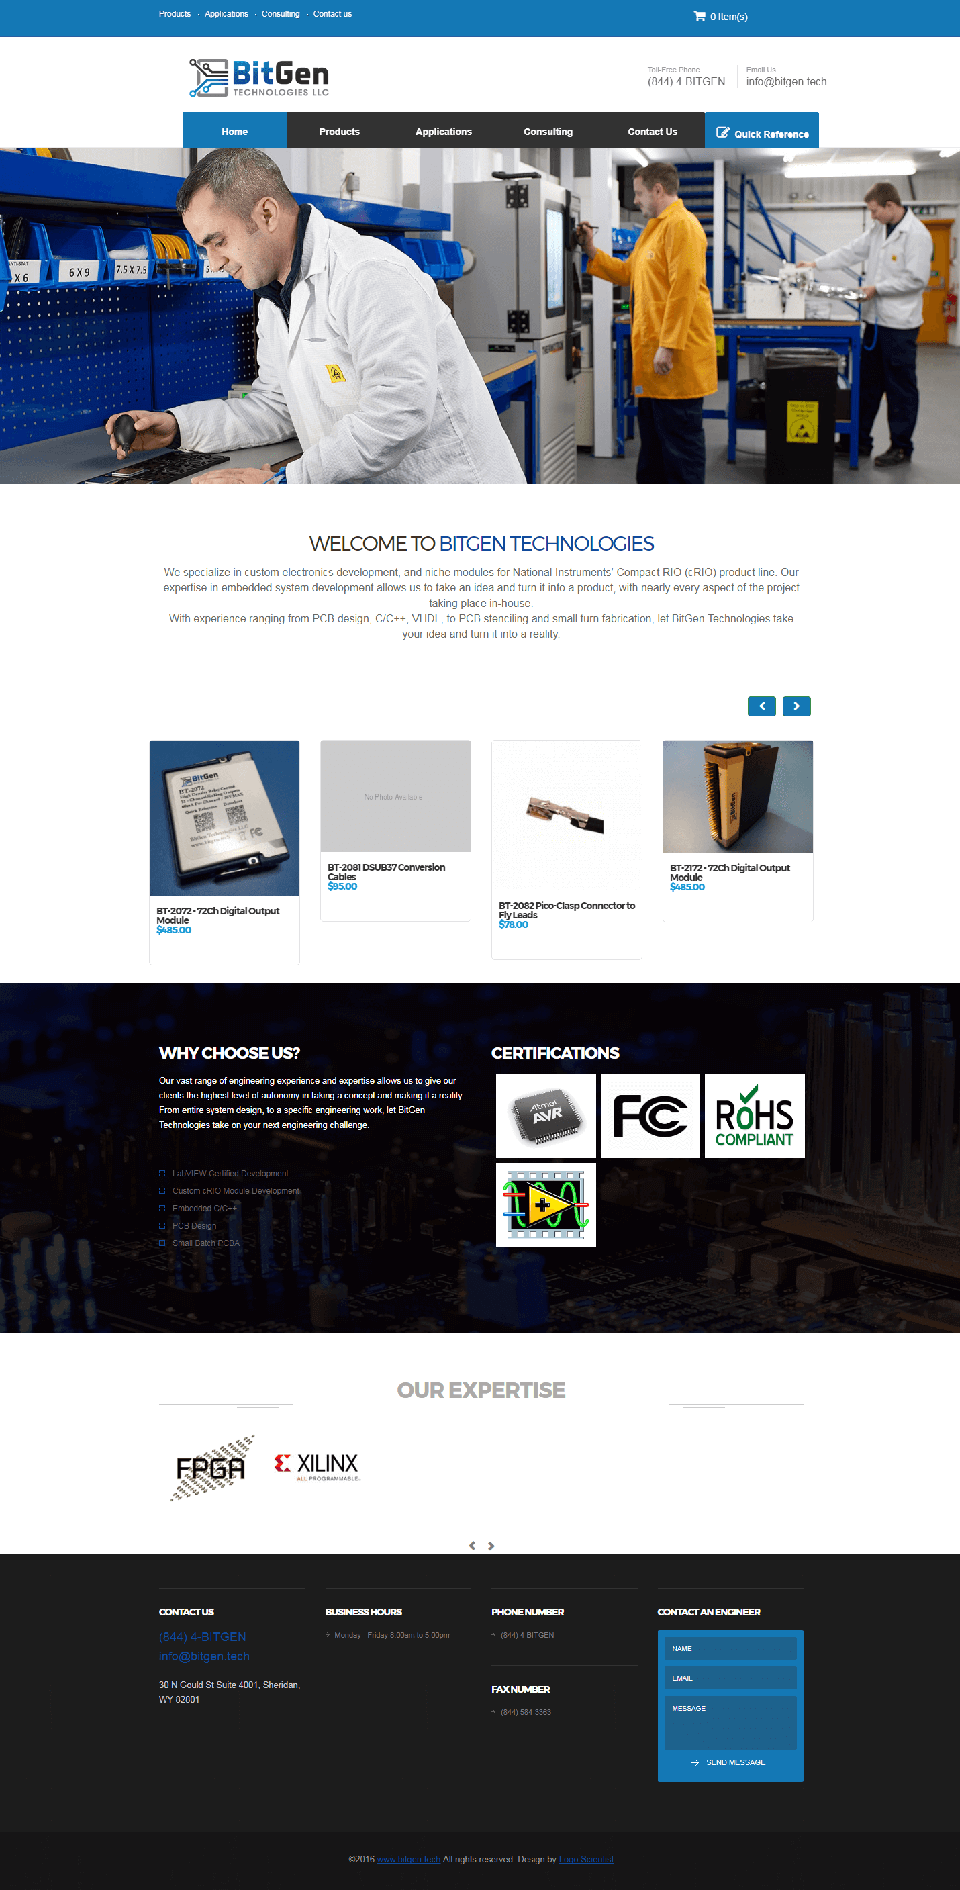 Products · Applications · Consulting · Contact us
0 Item(s)
BitGen
TECHNOLOGIES LLC
Toll-Free Phone
(844) 4 BITGEN
Email Us
info@bitgen.tech
Home
Products
Applications
Consulting
Contact Us
Quick Reference
X 6
6 X 9
7.5 X 7.5
WELCOME TO BITGEN TECHNOLOGIES
We specialize in custom electronics development, and niche modules for National Instruments' Compact RIO (cRIO) product line. Our
expertise in embedded system development allows us to take an idea and turn it into a product, with nearly every aspect of the project
taking place in-house.
With experience ranging from PCB design, C/C++, VHDL, to PCB stenciling and small turn fabrication, let BitGen Technologies take
your idea and turn it into a reality.
BitGen
BT-2072
No Photo Available
BitGen
BT-2072 - 72Ch Digital Output
Module
$485.00
BT-2081 DSUB37 Conversion
Cables
$95.00
BT-2082 Pico-Clasp Connector to
Fly Leads
$78.00
BT-2172 - 72Ch Digital Output
Module
$485.00
WHY CHOOSE US?
Our vast range of engineering experience and expertise allows us to give our
clients the highest level of autonomy in taking a concept and making it a reality.
From entire system design, to a specific engineering work, let BitGen
Technologies take on your next engineering challenge.
LabVIEW Certified Development
Custom cRIO Module Development
Embedded C/C++
PCB Design
Small Batch PCBA
CERTIFICATIONS
Atmel
AVR
FC
RoHS
COMPLIANT
OUR EXPERTISE
FPGA
XILINX
ALL PROGRAMMABLE
CONTACT US
(844) 4-BITGEN
info@bitgen.tech
30 N Gould St Suite 4001, Sheridan,
WY 82801
BUSINESS HOURS
Monday - Friday 8:00am to 5:00pm
PHONE NUMBER
(844) 4 BITGEN
FAX NUMBER
(844) 564-3363
CONTACT AN ENGINEER
NAME
EMAIL
MESSAGE
SEND MESSAGE
©2016 www.bitgen.tech All rights reserved. Design by